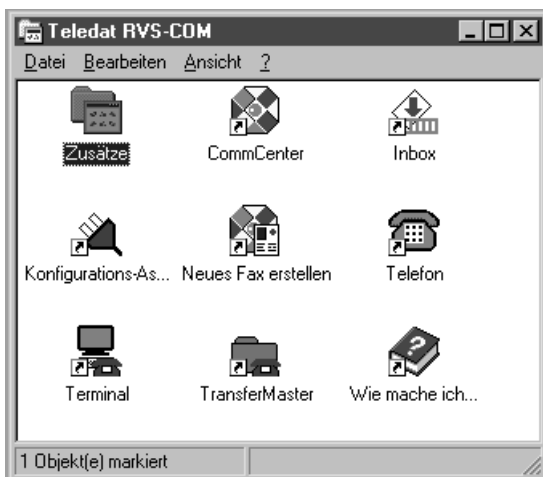 Teledat RVS-COM
Datei Bearbeiten Ansicht ?
Zusätze CommCenter Inbox
Konfigurations-As... Neues Fax erstellen Telefon
Terminal TransferMaster Wie mache ich...
1 Objekt(e) markiert